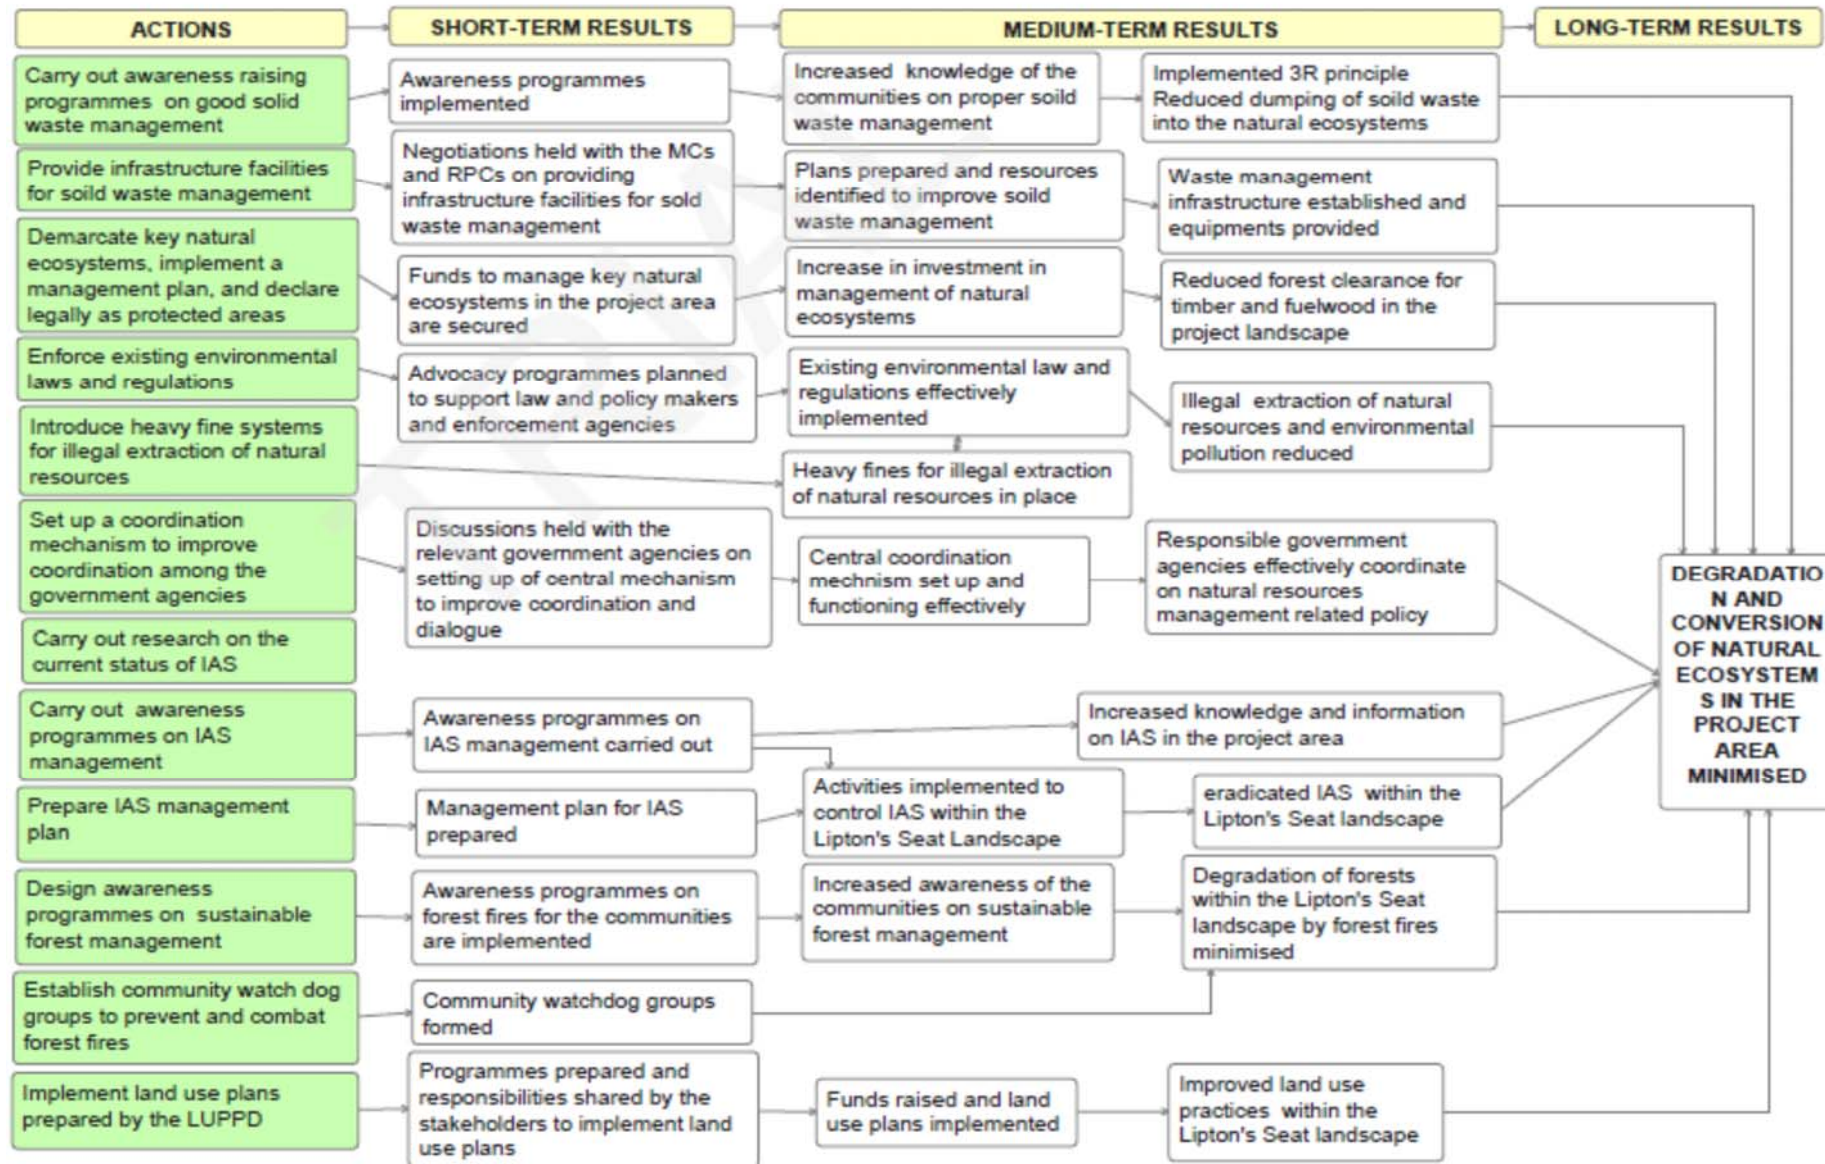 ACTIONS
SHORT-TERM RESULTS
MEDIUM-TERM RESULTS
LONG-TERM RESULTS
Carry out awareness raising
programmes on good solid
waste management
Awareness programmes
implemented
Increased knowledge of the
communities on proper soild
waste management
Implemented 3R principle
Reduced dumping of soild waste
into the natural ecosystems
Provide infrastructure facilities
for soild waste management
Negotiations held with the MCs
and RPCs on providing
infrastructure facilities for sold
waste management
Plans prepared and resources
identified to improve soild
waste management
Waste management
infrastructure established and
equipments provided
Demarcate key natural
ecosystems, implement a
management plan, and declare
legally as protected areas
Funds to manage key natural
ecosystems in the project area
are secured
Increase in investment in
management of natural
ecosystems
Reduced forest clearance for
timber and fuelwood in the
project landscape
Enforce existing environmental
laws and regulations
Advocacy programmes planned
to support law and policy makers
and enforcement agencies
Existing environmental law and
regulations effectively
implemented
Illegal extraction of natural
resources and environmental
pollution reduced
Introduce heavy fine systems
for illegal extraction of natural
resources
Heavy fines for illegal extraction
of natural resources in place
Set up a coordination
mechanism to improve
coordination among the
government agencies
Discussions held with the
relevant government agencies on
setting up of central mechanism
to improve coordination and
dialogue
Central coordination
mechnism set up and
functioning effectively
Responsible government
agencies effectively coordinate
on natural resources
management related policy
Carry out research on the
current status of IAS
Carry out awareness
programmes on IAS
management
Awareness programmes on
IAS management carried out
Increased knowledge and information
on IAS in the project area
Prepare IAS management
plan
Management plan for IAS
prepared
Activities implemented to
control IAS within the
Lipton's Seat Landscape
eradicated IAS within the
Lipton's Seat landscape
Design awareness
programmes on sustainable
forest management
Awareness programmes on
forest fires for the communities
are implemented
Increased awareness of the
communities on sustainable
forest management
Degradation of forests
within the Lipton's Seat
landscape by forest fires
minimised
Establish community watch dog
groups to prevent and combat
forest fires
Community watchdog groups
formed
Implement land use plans
prepared by the LUPPD
Programmes prepared and
responsibilities shared by the
stakeholders to implement land
use plans
Funds raised and land
use plans implemented
Improved land use
practices within the
Lipton's Seat landscape
DEGRADATIO
N AND
CONVERSION
OF NATURAL
ECOSYSTEM
S IN THE
PROJECT
AREA
MINIMISED
TRIAL